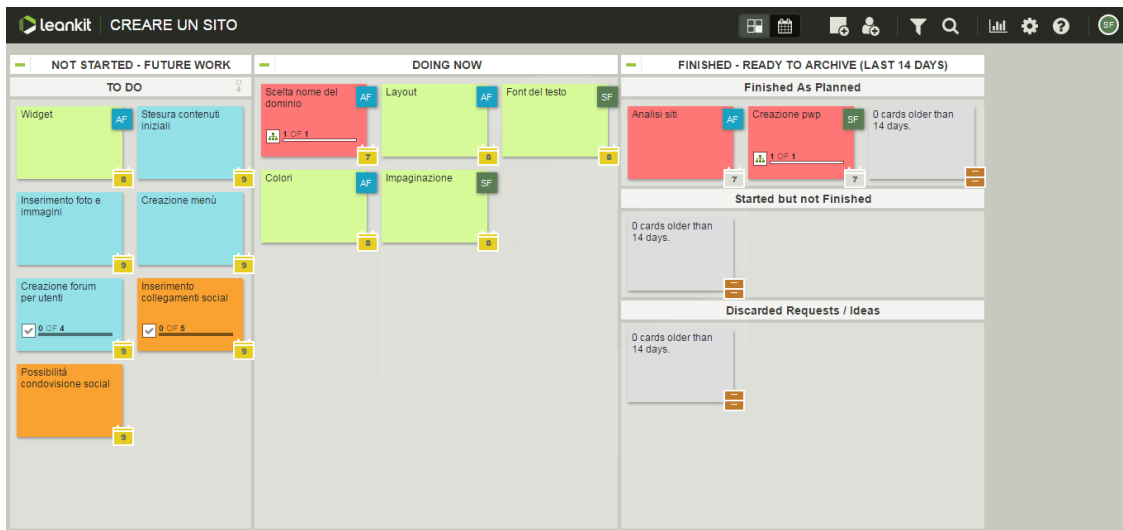 leankit CREARE UN SITO
SF
NOT STARTED - FUTURE WORK
TO DO
Widget
AF
8
Stesura contenuti
iniziali
9
Inserimento foto e
immagini
9
Creazione menù
9
Creazione forum
per utenti
0 OF 4
9
Inserimento
collegamenti social
0 OF 5
9
Possibilitá
condovisione social
9
DOING NOW
Scelta nome del
dominio
AF
1 OF 1
7
Layout
AF
8
Font del testo
SF
8
Colori
AF
8
Impaginazione
SF
8
FINISHED - READY TO ARCHIVE (LAST 14 DAYS)
Finished As Planned
Analisi siti
AF
7
Creazione pwp
SF
1 OF 1
7
0 cards older than
14 days.
Started but not Finished
0 cards older than
14 days.
Discarded Requests / Ideas
0 cards older than
14 days.